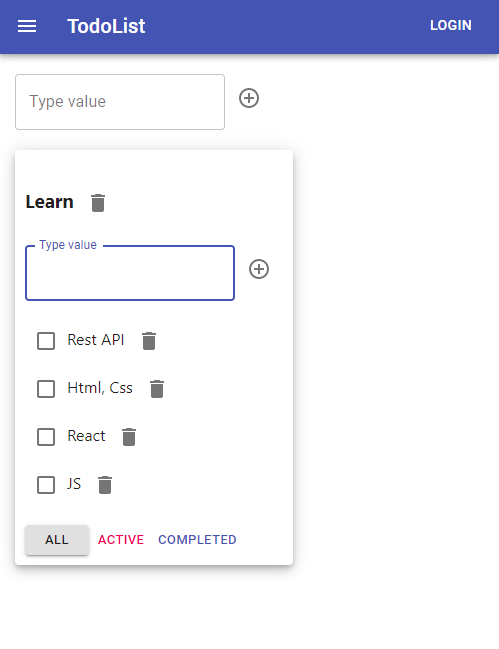 TodoList LOGIN
Type value
Learn
Type value
Rest API
Html, Css
React
JS
ALL ACTIVE COMPLETED